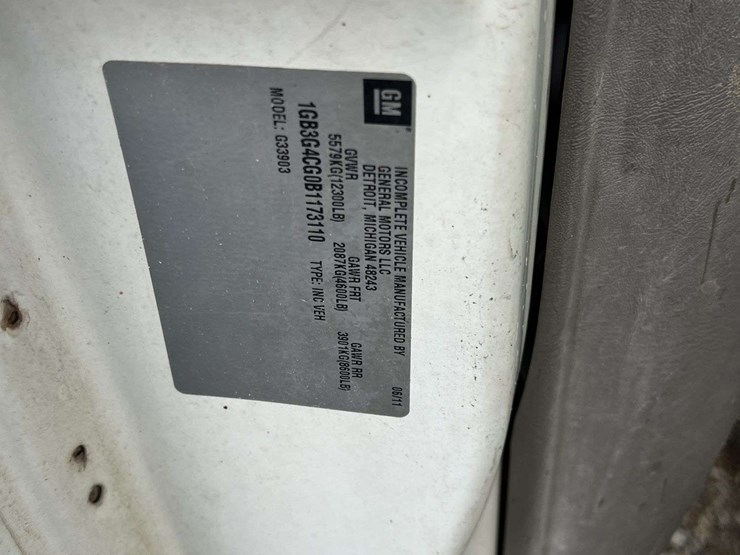 GM
INCOMPLETE VEHICLE MANUFACTURED BY
GENERAL MOTORS LLC 06/11
DETROIT, MICHIGAN 48243
GVWR GAWR FRT GAWR RR
5579KG(12300LB) 2087KG(4600LB) 3901KG(8600LB)
1GB3G4CG0B1173110 TYPE: INC VEH
MODEL: G33903